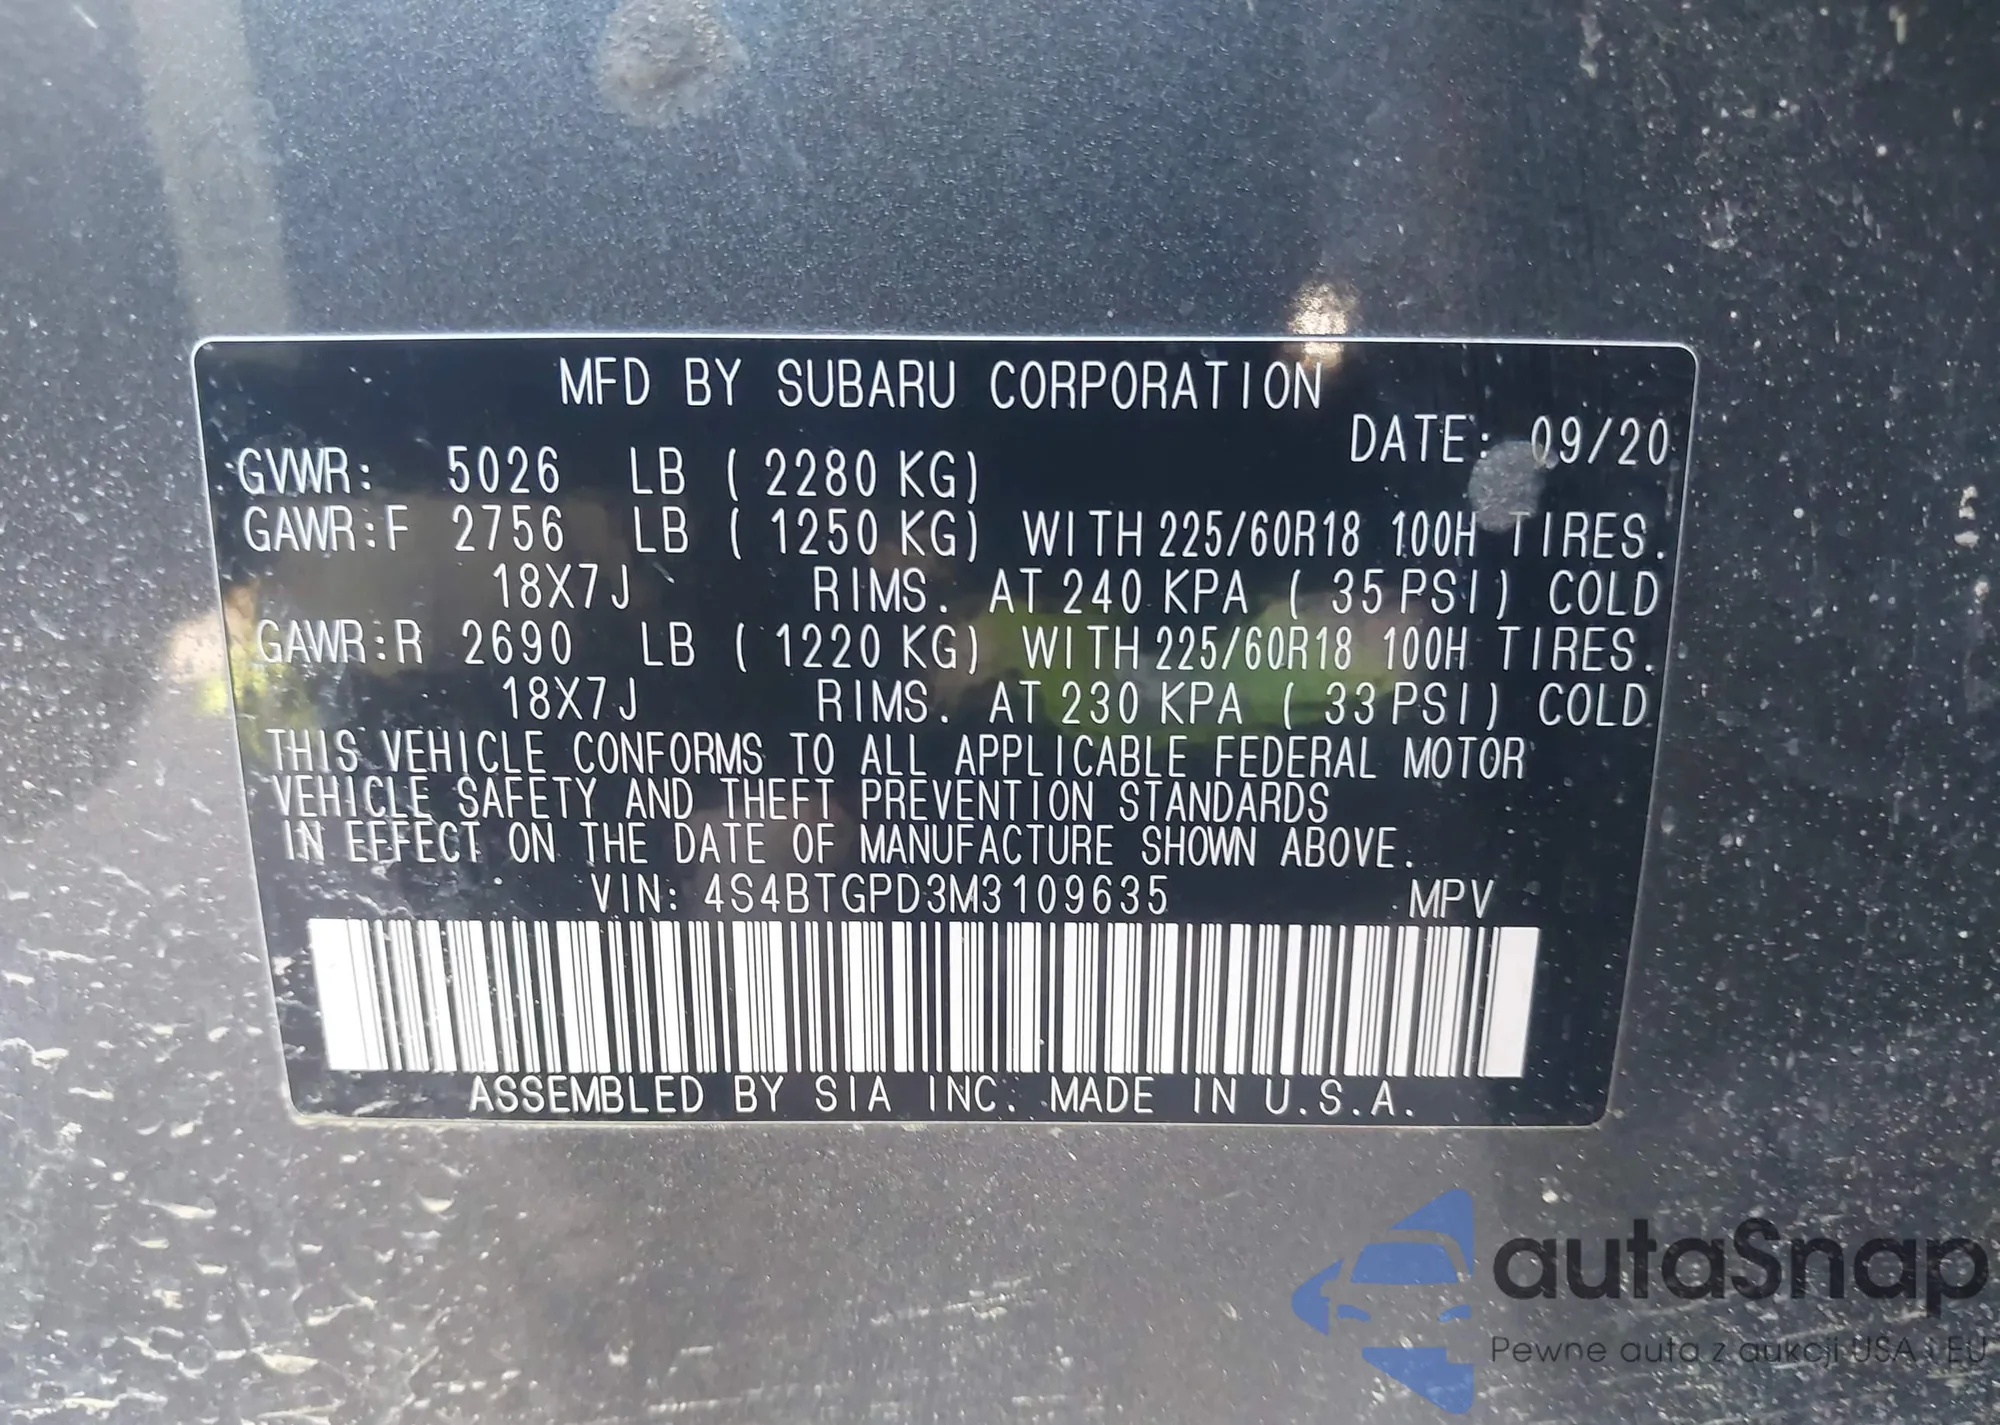 MFD BY SUBARU CORPORATION
DATE: 09/20
GVWR: 5026 LB ( 2280 KG)
GAWR:F 2756 LB ( 1250 KG) WITH 225/60R18 100H TIRES.
18X7J RIMS. AT 240 KPA ( 35 PSI) COLD
GAWR:R 2690 LB ( 1220 KG) WITH 225/60R18 100H TIRES.
18X7J RIMS. AT 230 KPA ( 33 PSI) COLD
THIS VEHICLE CONFORMS TO ALL APPLICABLE FEDERAL MOTOR
VEHICLE SAFETY AND THEFT PREVENTION STANDARDS
IN EFFECT ON THE DATE OF MANUFACTURE SHOWN ABOVE.
VIN: 4S4BTGPD3M3109635 MPV
ASSEMBLED BY SIA INC. MADE IN U.S.A.
autaSnap
Pewne auta z aukcji USA i EU